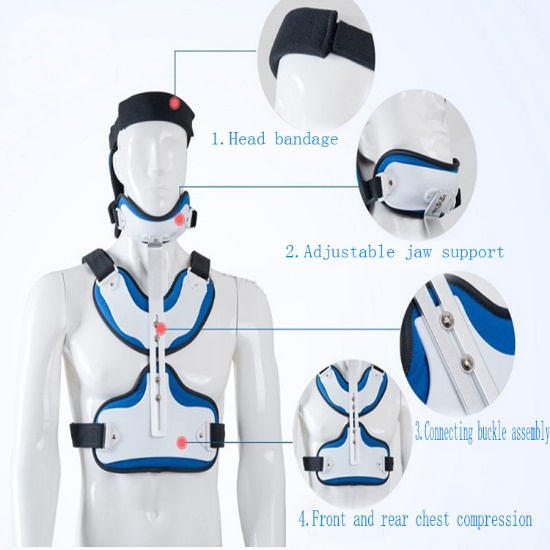 1.Head bandage
2.Adjustable jaw support
3.Connecting buckle assembly
4.Front and rear chest compression